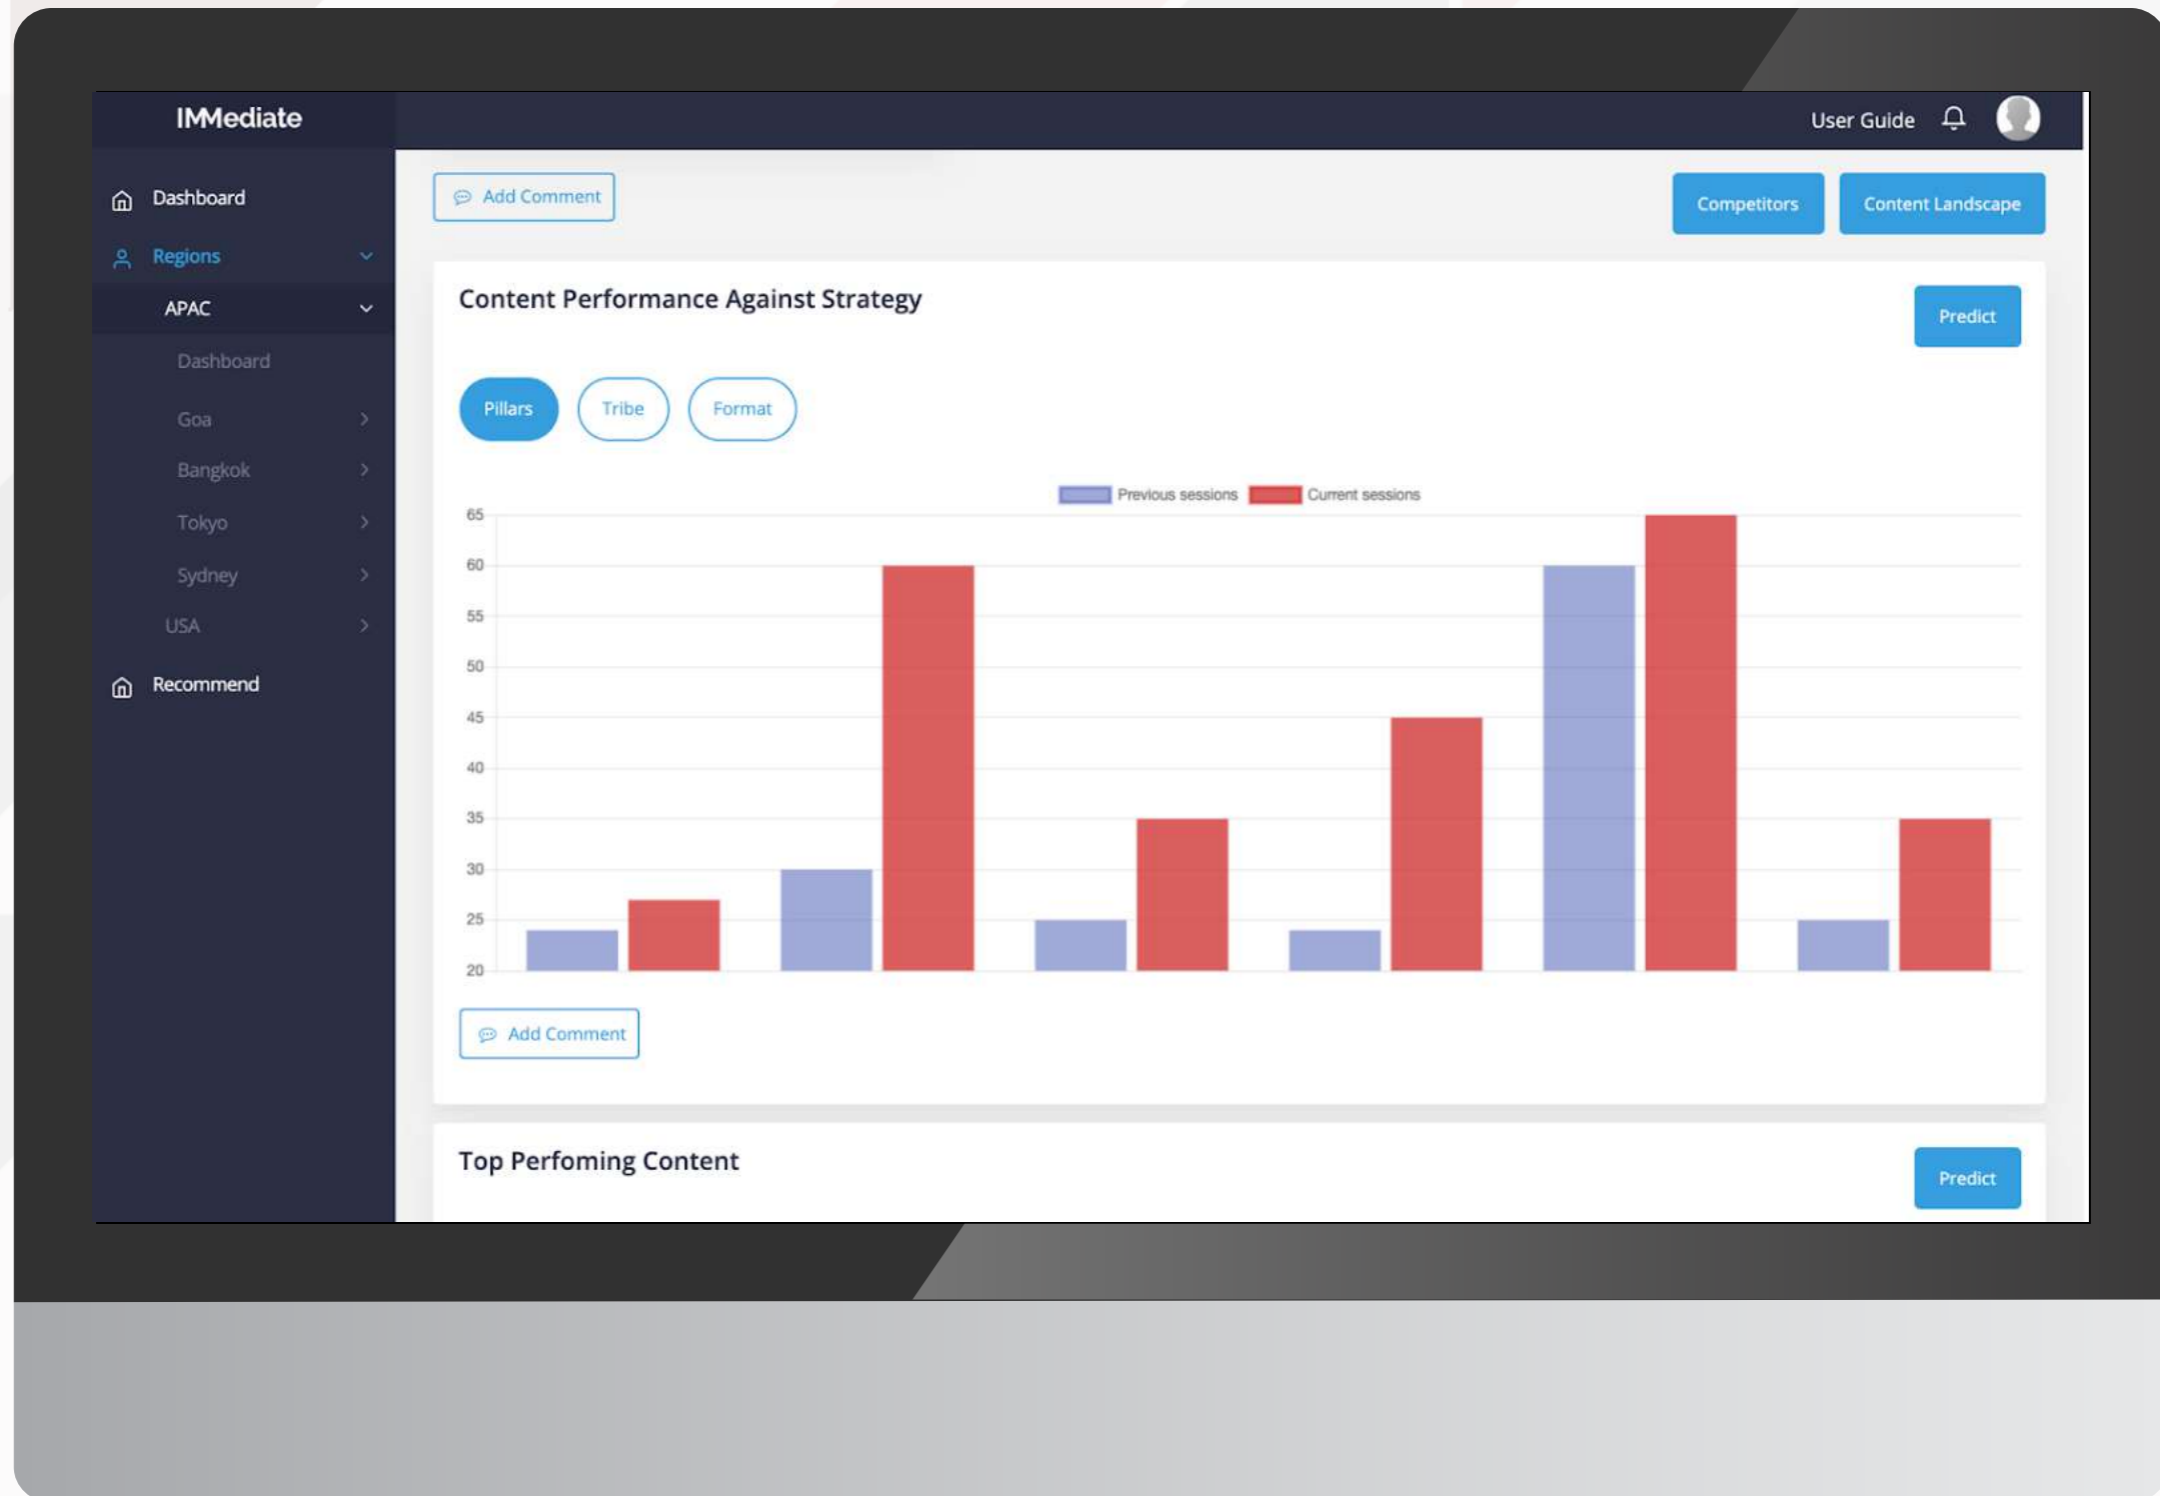 IMMediate
User Guide
Dashboard
Regions
APAC
Dashboard
Goa
Bangkok
Tokyo
Sydney
USA
Recommend
Add Comment
Competitors
Content Landscape
Content Performance Against Strategy
Predict
Pillars
Tribe
Format
Previous sessions
Current sessions
65
60
55
50
45
40
35
30
25
20
Add Comment
Top Perfoming Content
Predict